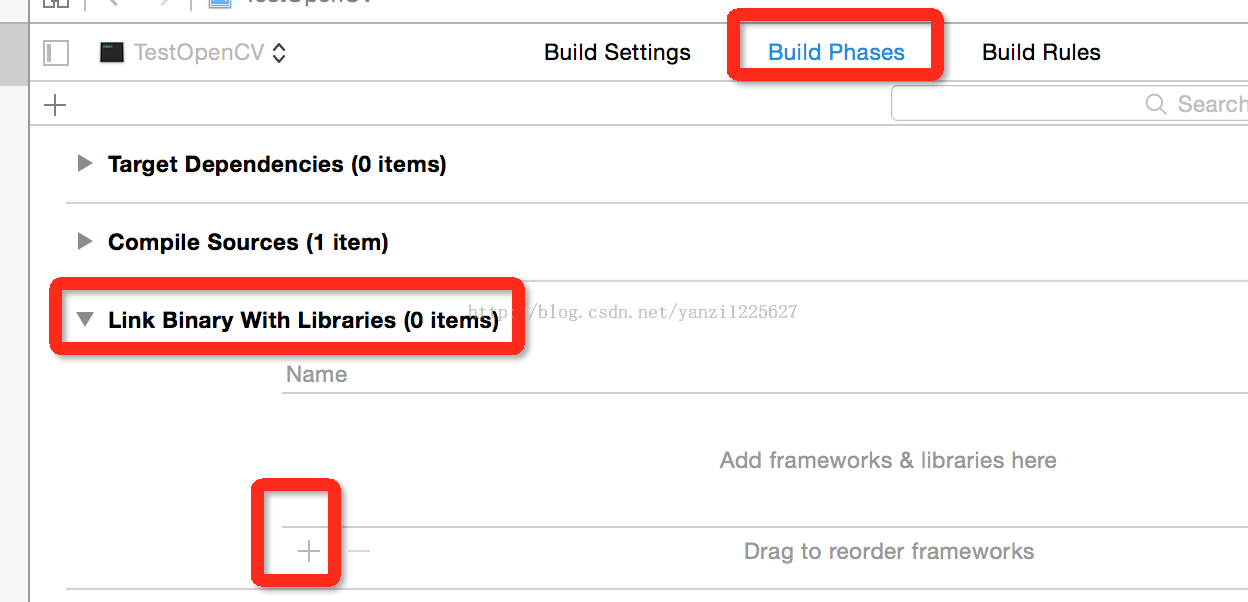 TestOpenCV
TestOpenCV Build Settings Build Phases Build Rules
Search
Target Dependencies (0 items)
Compile Sources (1 item)
http://blog.csdn.net/yanzi1225627
Link Binary With Libraries (0 items)
Name
Add frameworks & libraries here
Drag to reorder frameworks